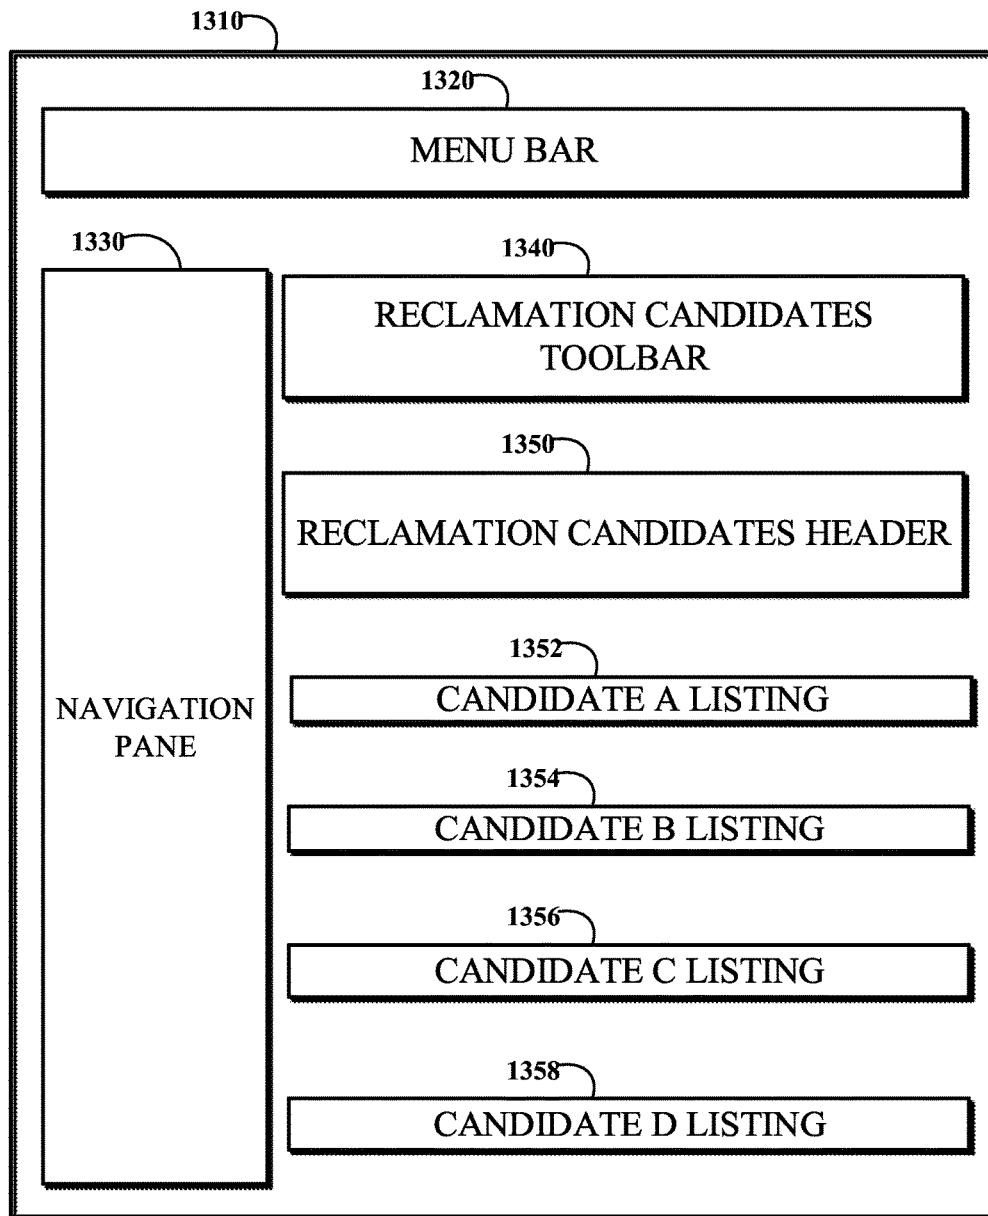 1310
1320
MENU BAR
1330
NAVIGATION
PANE
1340
RECLAMATION CANDIDATES
TOOLBAR
1350
RECLAMATION CANDIDATES HEADER
1352
CANDIDATE A LISTING
1354
CANDIDATE B LISTING
1356
CANDIDATE C LISTING
1358
CANDIDATE D LISTING